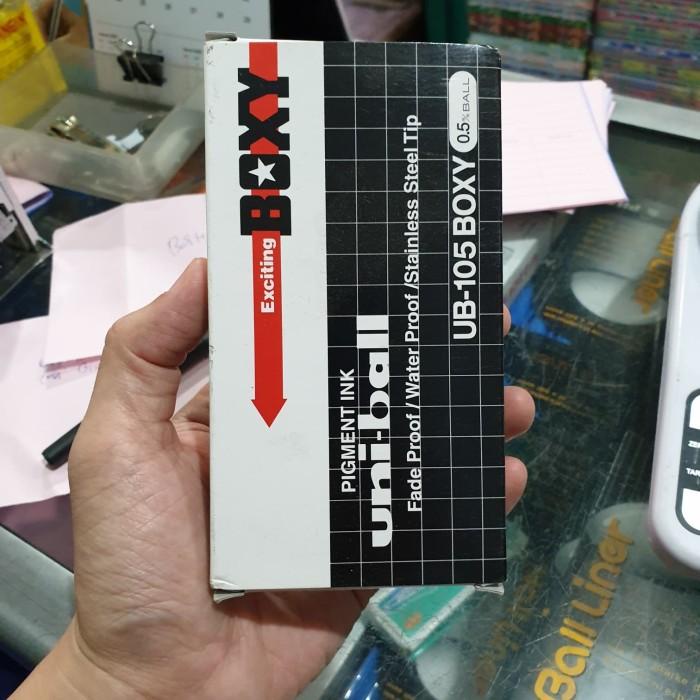 Exciting BOXY
PIGMENT INK
uni-ball
Fade Proof / Water Proof / Stainless Steel Tip
UB-105 BOXY 0.5% BALL
Ball Liner